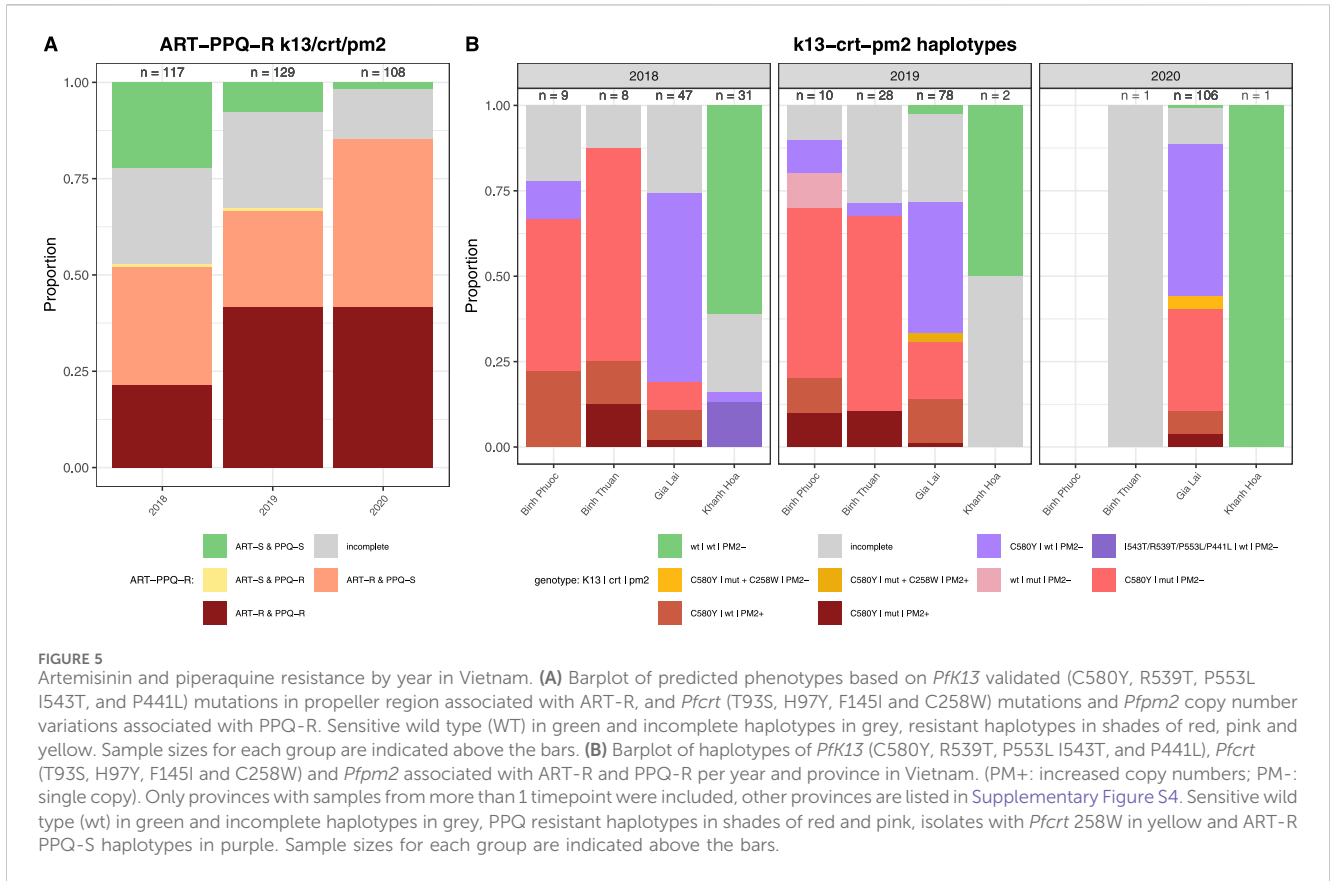 A
ART–PPQ–R k13/crt/pm2
n = 117
n = 129
n = 108
1.00
0.75
0.50
0.25
0.00
Proportion
2018
2019
2020
ART–PPQ–R:
ART–S & PPQ–S
incomplete
ART–S & PPQ–R
ART–R & PPQ–S
ART–R & PPQ–R
B
k13–crt–pm2 haplotypes
2018
2019
2020
n = 9
n = 8
n = 47
n = 31
n = 10
n = 28
n = 78
n = 2
n = 1
n = 106
n = 1
1.00
0.75
0.50
0.25
0.00
Proportion
Binh Phuoc
Binh Thuan
Gia Lai
Khanh Hoa
Binh Phuoc
Binh Thuan
Gia Lai
Khanh Hoa
Binh Phuoc
Binh Thuan
Gia Lai
Khanh Hoa
genotype: K13 | crt | pm2
wt | wt | PM2–
incomplete
C580Y | wt | PM2–
I543T/R539T/P553L/P441L | wt | PM2–
C580Y | mut + C258W | PM2–
C580Y | mut + C258W | PM2+
wt | mut | PM2–
C580Y | mut | PM2–
C580Y | wt | PM2+
C580Y | mut | PM2+
FIGURE 5
Artemisinin and piperaquine resistance by year in Vietnam. (A) Barplot of predicted phenotypes based on PfK13 validated (C580Y, R539T, P553L
I543T, and P441L) mutations in propeller region associated with ART-R, and Pfcrt (T93S, H97Y, F145I and C258W) mutations and Pfpm2 copy number
variations associated with PPQ-R. Sensitive wild type (WT) in green and incomplete haplotypes in grey, resistant haplotypes in shades of red, pink and
yellow. Sample sizes for each group are indicated above the bars. (B) Barplot of haplotypes of PfK13 (C580Y, R539T, P553L I543T, and P441L), Pfcrt
(T93S, H97Y, F145I and C258W) and Pfpm2 associated with ART-R and PPQ-R per year and province in Vietnam. (PM+: increased copy numbers; PM-:
single copy). Only provinces with samples from more than 1 timepoint were included, other provinces are listed in Supplementary Figure S4. Sensitive wild
type (wt) in green and incomplete haplotypes in grey, PPQ resistant haplotypes in shades of red and pink, isolates with Pfcrt 258W in yellow and ART-R
PPQ-S haplotypes in purple. Sample sizes for each group are indicated above the bars.